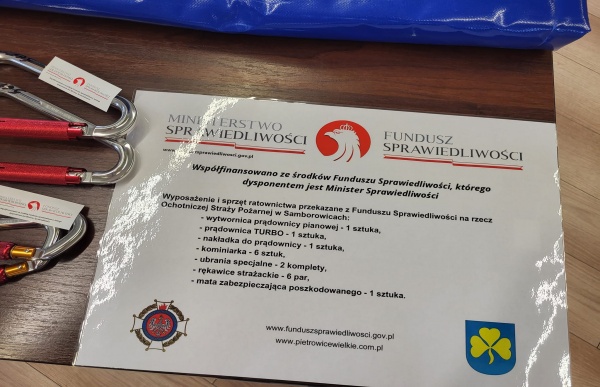 MINISTERSTWO
SPRAWIEDLIWOŚCI
FUNDUSZ
SPRAWIEDLIWOŚCI
Współfinansowano ze środków Funduszu Sprawiedliwości, którego
dysponentem jest Minister Sprawiedliwości
Wyposażenie i sprzęt ratownictwa przekazane z Funduszu Sprawiedliwości na rzecz
Ochotniczej Straży Pożarnej w Samborowicach:
- wytwornica prądownicy pianowej - 1 sztuka,
- prądownica TURBO - 1 sztuka,
- nakładka do prądownicy - 1 sztuka,
- kominiarka - 6 sztuk,
- ubrania specjalne - 2 komplety,
- rękawice strażackie - 6 par,
- mata zabezpieczająca poszkodowanego - 1 sztuka.
www.funduszsprawiedliwosci.gov.pl
www.pietrowicewielkie.com.pl